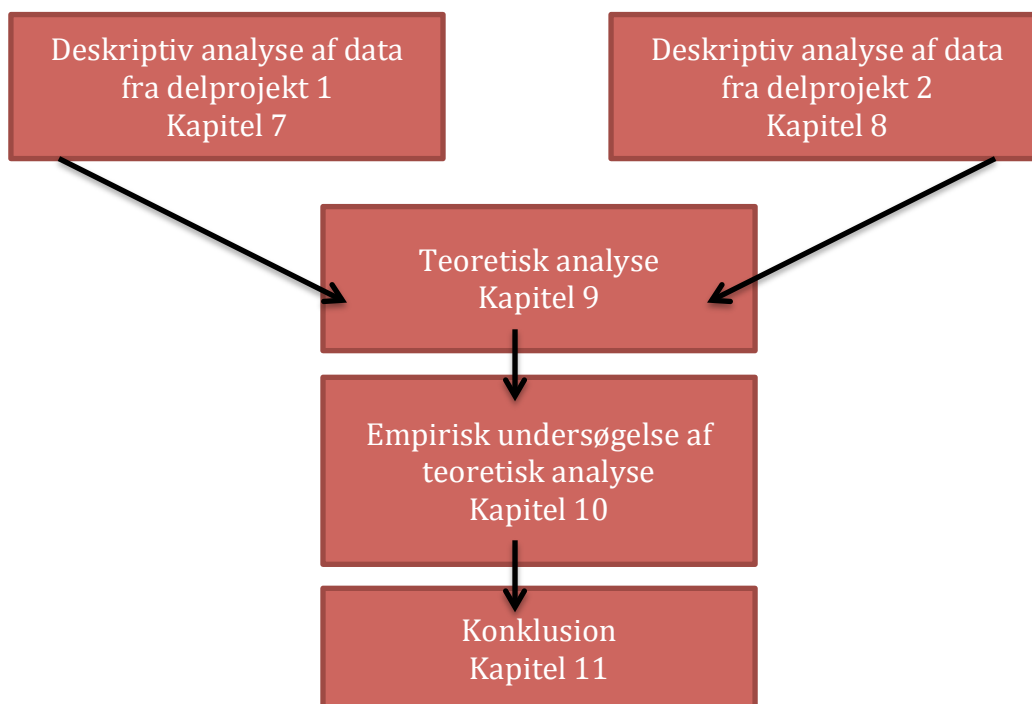 Deskriptiv analyse af data
fra delprojekt 1
Kapitel 7
Deskriptiv analyse af data
fra delprojekt 2
Kapitel 8
Teoretisk analyse
Kapitel 9
Empirisk undersøgelse af
teoretisk analyse
Kapitel 10
Konklusion
Kapitel 11